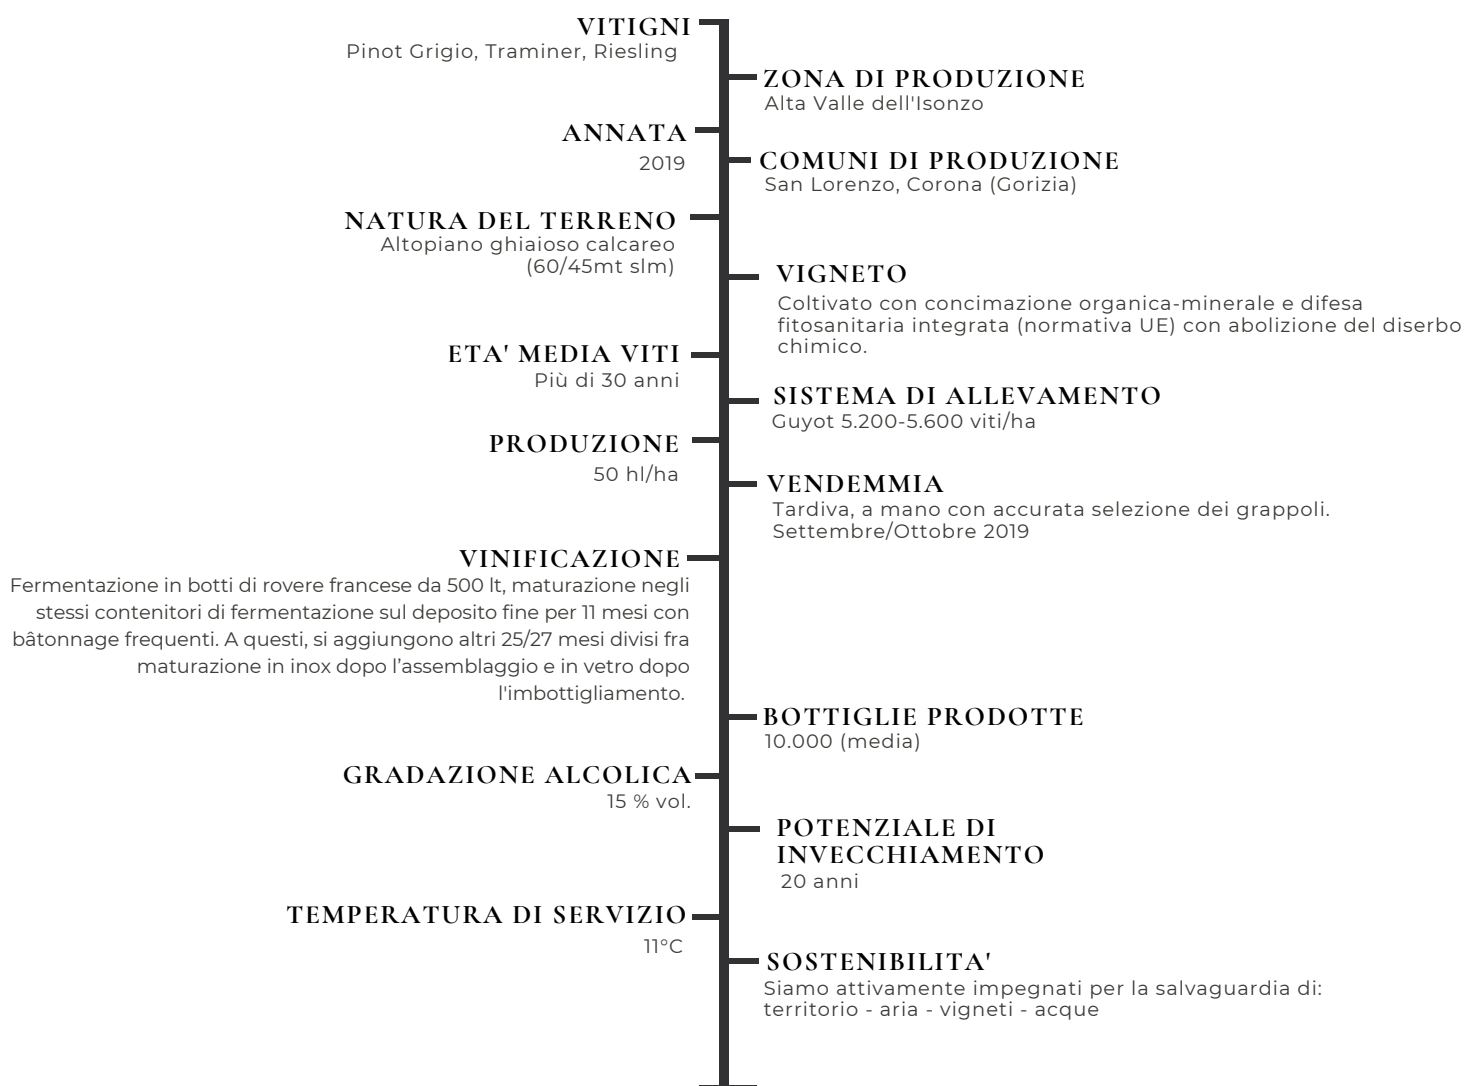 VITIGNI
Pinot Grigio, Traminer, Riesling
ZONA DI PRODUZIONE
Alta Valle dell'Isonzo
ANNATA
2019
COMUNI DI PRODUZIONE
San Lorenzo, Corona (Gorizia)
NATURA DEL TERRENO
Altopiano ghiaioso calcareo
(60/45mt slm)
VIGNETO
Coltivato con concimazione organica-minerale e difesa
fitosanitaria integrata (normativa UE) con abolizione del diserbo
chimico.
ETA' MEDIA VITI
Più di 30 anni
SISTEMA DI ALLEVAMENTO
Guyot 5.200-5.600 viti/ha
PRODUZIONE
50 hl/ha
VENDEMMIA
Tardiva, a mano con accurata selezione dei grappoli.
Settembre/Ottobre 2019
VINIFICAZIONE
Fermentazione in botti di rovere francese da 500 lt, maturazione negli
stessi contenitori di fermentazione sul deposito fine per 11 mesi con
bâtonnage frequenti. A questi, si aggiungono altri 25/27 mesi divisi fra
maturazione in inox dopo l’assemblaggio e in vetro dopo
l'imbottigliamento.
BOTTIGLIE PRODOTTE
10.000 (media)
GRADAZIONE ALCOLICA
15 % vol.
POTENZIALE DI
INVECCHIAMENTO
20 anni
TEMPERATURA DI SERVIZIO
11°C
SOSTENIBILITA'
Siamo attivamente impegnati per la salvaguardia di:
territorio - aria - vigneti - acque